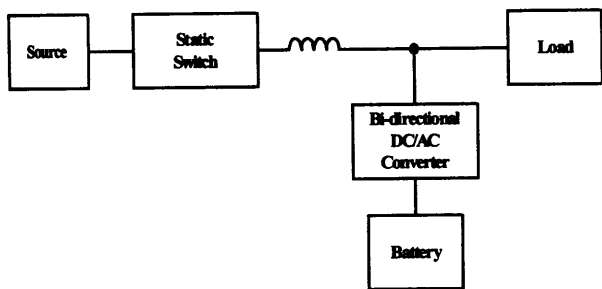 Source
Static
Switch
Load
Bi-directional
DC/AC
Converter
Battery